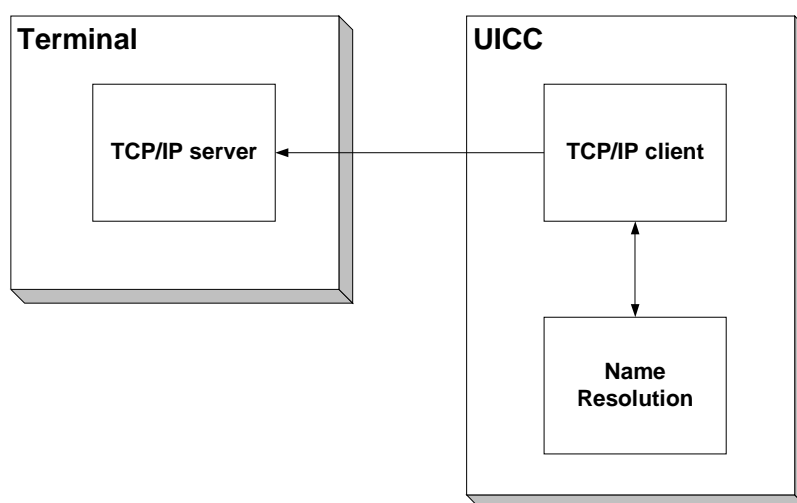 Terminal
UICC
TCP/IP server
TCP/IP client
Name
Resolution